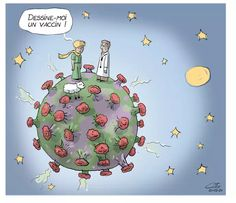 DESSINE-MOI
UN VACCIN !